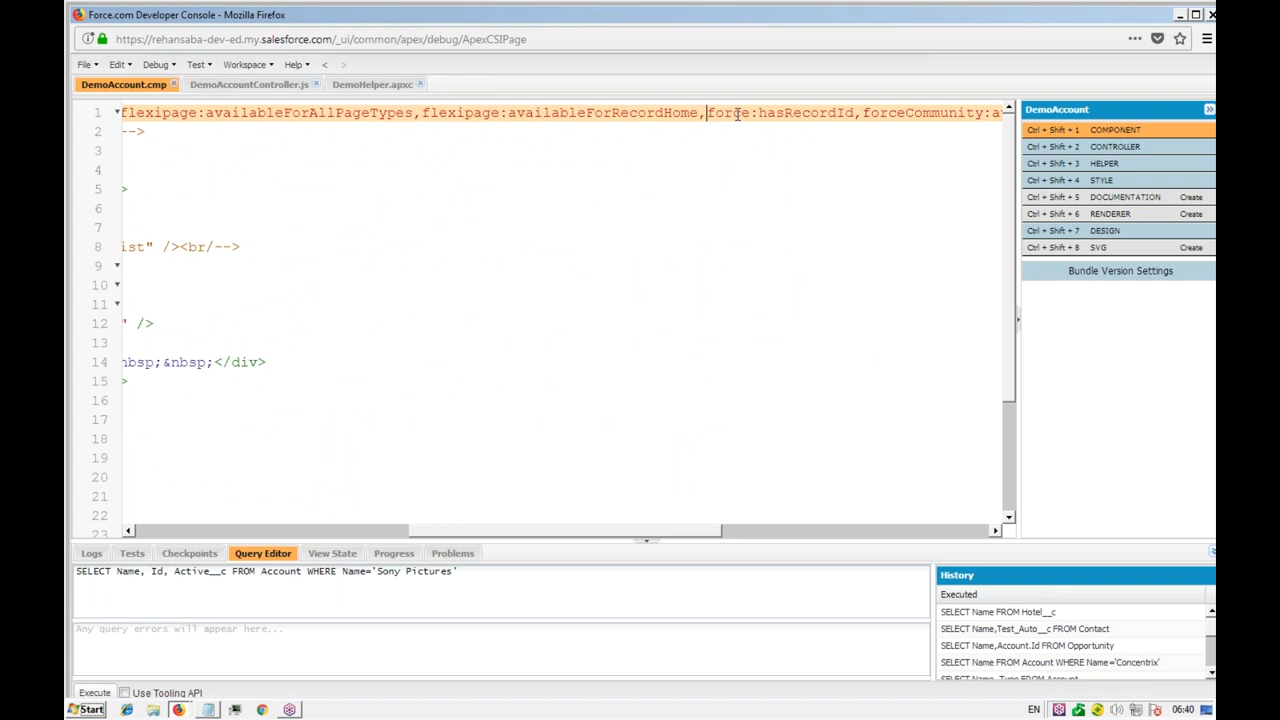 Force.com Developer Console - Mozilla Firefox
https://rehansaba-dev-ed.my.salesforce.com/_ui/common/apex/debug/ApexCSIPage
File Edit Debug Test Workspace Help < >
DemoAccount.cmp DemoAccountController.js DemoHelper.apxc
1 flexipage:availableForAllPageTypes,flexipage:availableForRecordHome,force:hasRecordId,forceCommunity:a
2 -->
3
4
5 >
6
7
8 ist" /><br/-->
9
10
11
12 " />
13
14 nbsp;&nbsp;</div>
15 >
16
17
18
19
20
21
22
23
DemoAccount
Ctrl + Shift + 1 COMPONENT
Ctrl + Shift + 2 CONTROLLER
Ctrl + Shift + 3 HELPER
Ctrl + Shift + 4 STYLE
Ctrl + Shift + 5 DOCUMENTATION Create
Ctrl + Shift + 6 RENDERER Create
Ctrl + Shift + 7 DESIGN
Ctrl + Shift + 8 SVG Create
Bundle Version Settings
Logs Tests Checkpoints Query Editor View State Progress Problems
SELECT Name, Id, Active__c FROM Account WHERE Name='Sony Pictures'
Any query errors will appear here...
History
Executed
SELECT Name FROM Hotel__c
SELECT Name,Test_Auto__c FROM Contact
SELECT Name,Account.Id FROM Opportunity
SELECT Name FROM Account WHERE Name='Concentrix'
SELECT Name, Type FROM Account
Execute Use Tooling API
Start EN 06:40